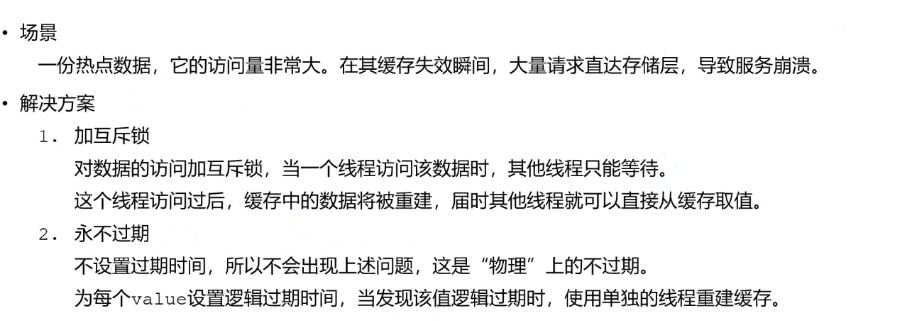 • 场景
一份热点数据，它的访问量非常大。在其缓存失效瞬间，大量请求直达存储层，导致服务崩溃。
• 解决方案
1. 加互斥锁
对数据的访问加互斥锁，当一个线程访问该数据时，其他线程只能等待。
这个线程访问过后，缓存中的数据将被重建，届时其他线程就可以直接从缓存取值。
2. 永不过期
不设置过期时间，所以不会出现上述问题，这是“物理”上的不过期。
为每个value设置逻辑过期时间，当发现该值逻辑过期时，使用单独的线程重建缓存。